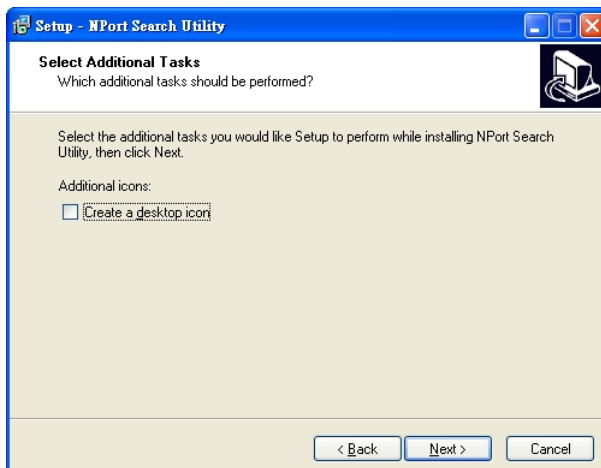 Setup - NPort Search Utility
Select Additional Tasks
Which additional tasks should be performed?
Select the additional tasks you would like Setup to perform while installing NPort Search
Utility, then click Next.
Additional icons:
Create a desktop icon
< Back
Next >
Cancel